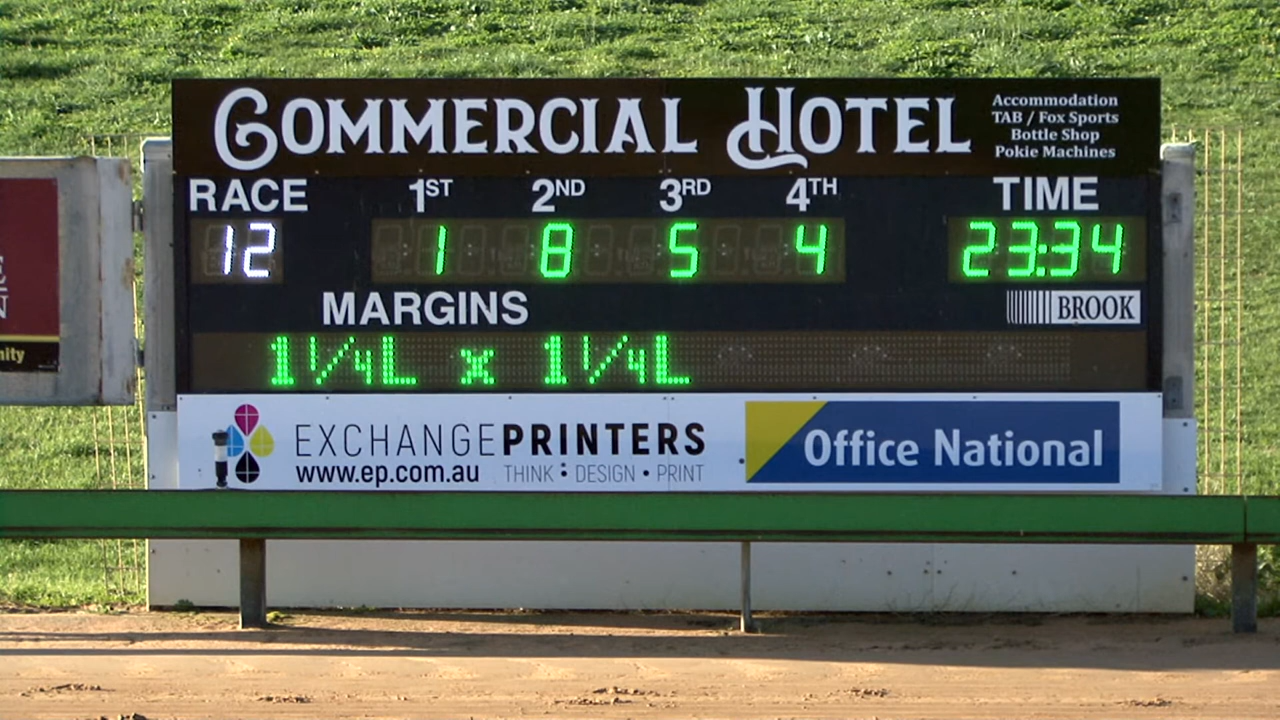 COMMERCIAL HOTEL
Accommodation
TAB / Fox Sports
Bottle Shop
Pokie Machines
RACE 1ST 2ND 3RD 4TH TIME
12 1 8 5 4 23:34
MARGINS
BROOK
1¼L x 1¼L
EXCHANGEPRINTERS
www.ep.com.au THINK : DESIGN • PRINT
Office National
nity